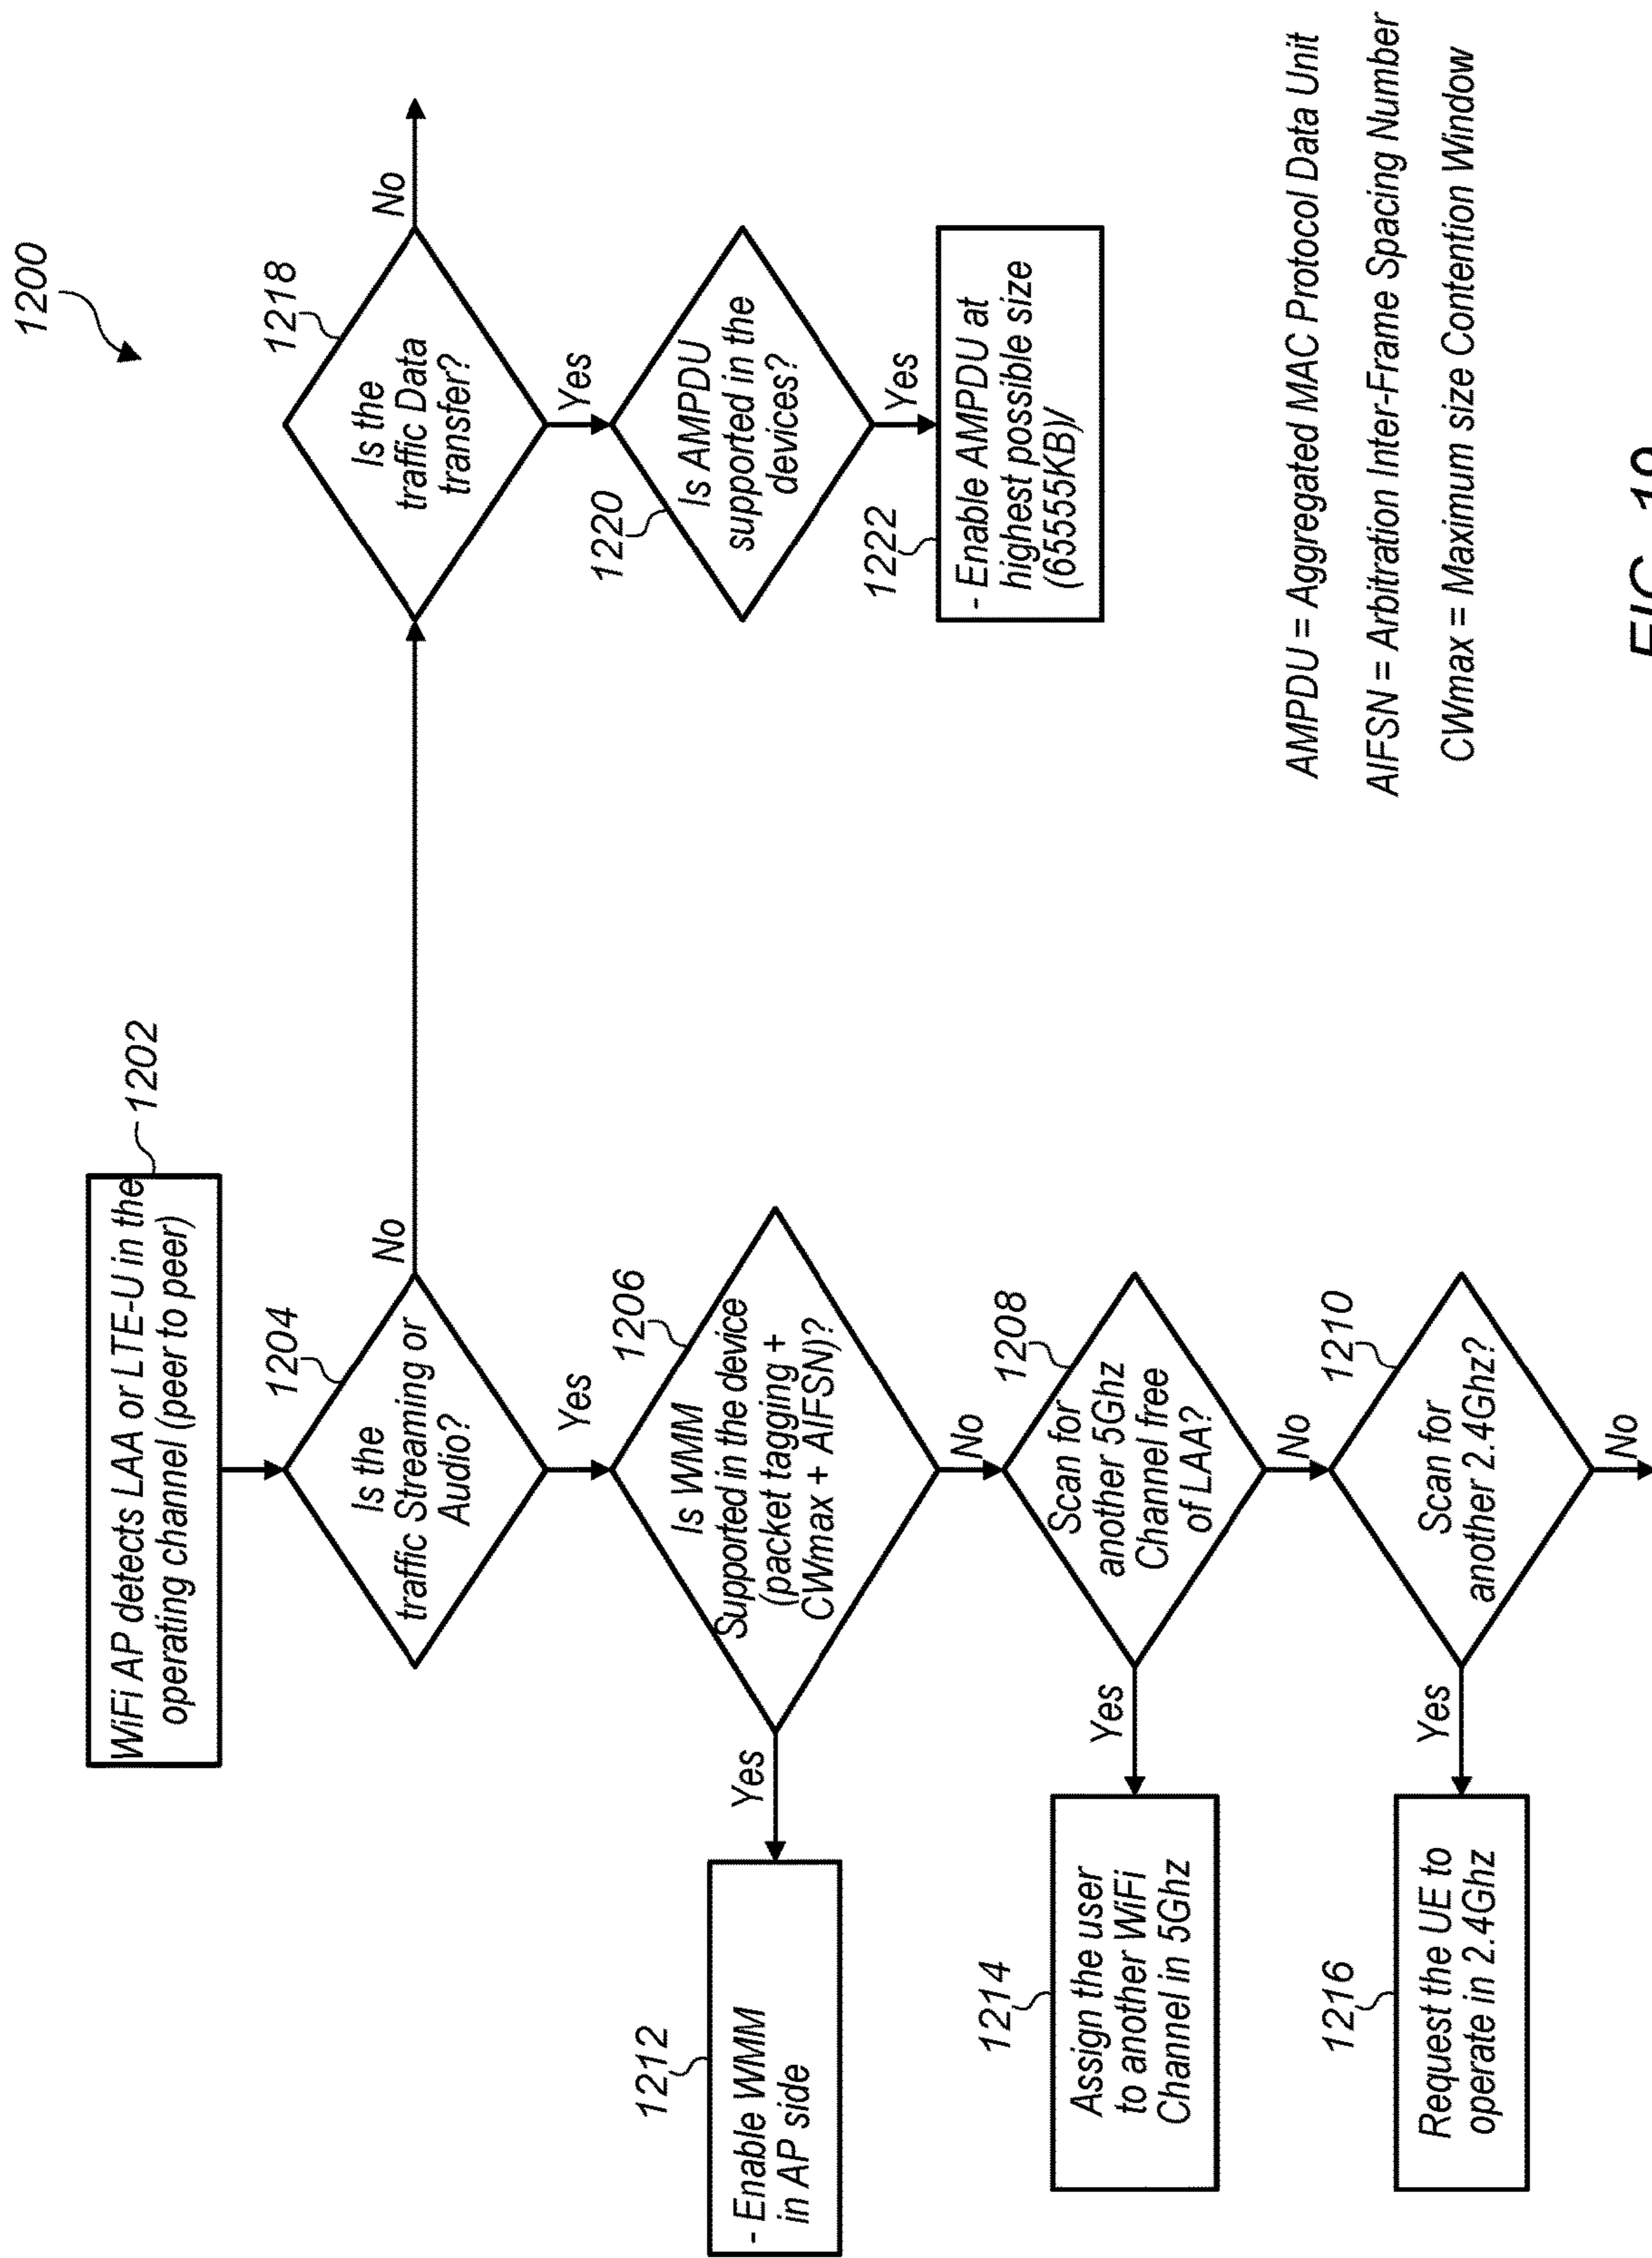 1200
WiFi AP detects LAA or LTE-U in the
operating channel (peer to peer)
1202
1204
Is the
traffic Streaming or
Audio?
No
Yes
1206
Is WMM
Supported in the device
(packet tagging +
CWmax + AIFSN)?
Yes
No
1212
- Enable WMM
in AP side
1208
Scan for
another 5Ghz
Channel free
of LAA?
Yes
No
1214
Assign the user
to another WiFi
Channel in 5Ghz
1210
Scan for
another 2.4Ghz?
Yes
No
1216
Request the UE to
operate in 2.4Ghz
1218
Is the
traffic Data
transfer?
No
Yes
1220
Is AMPDU
supported in the
devices?
Yes
1222
- Enable AMPDU at
highest possible size
(65555KB)/
AMPDU = Aggregated MAC Protocol Data Unit
AIFSN = Arbitration Inter-Frame Spacing Number
CWmax = Maximum size Contention Window
FIG.